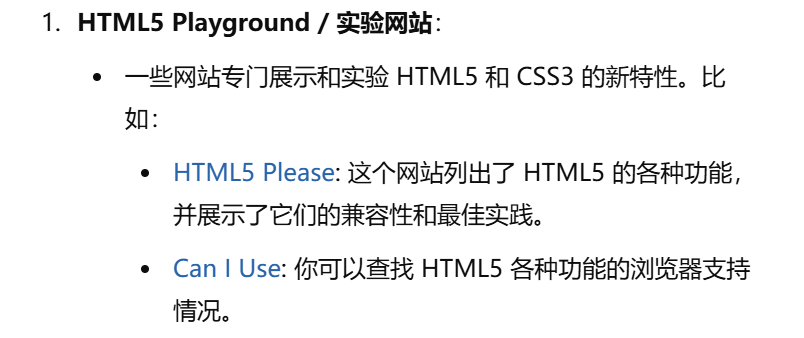 1. HTML5 Playground / 实验网站：
• 一些网站专门展示和实验 HTML5 和 CSS3 的新特性。比
如：
• HTML5 Please: 这个网站列出了 HTML5 的各种功能，
并展示了它们的兼容性和最佳实践。
• Can I Use: 你可以查找 HTML5 各种功能的浏览器支持
情况。